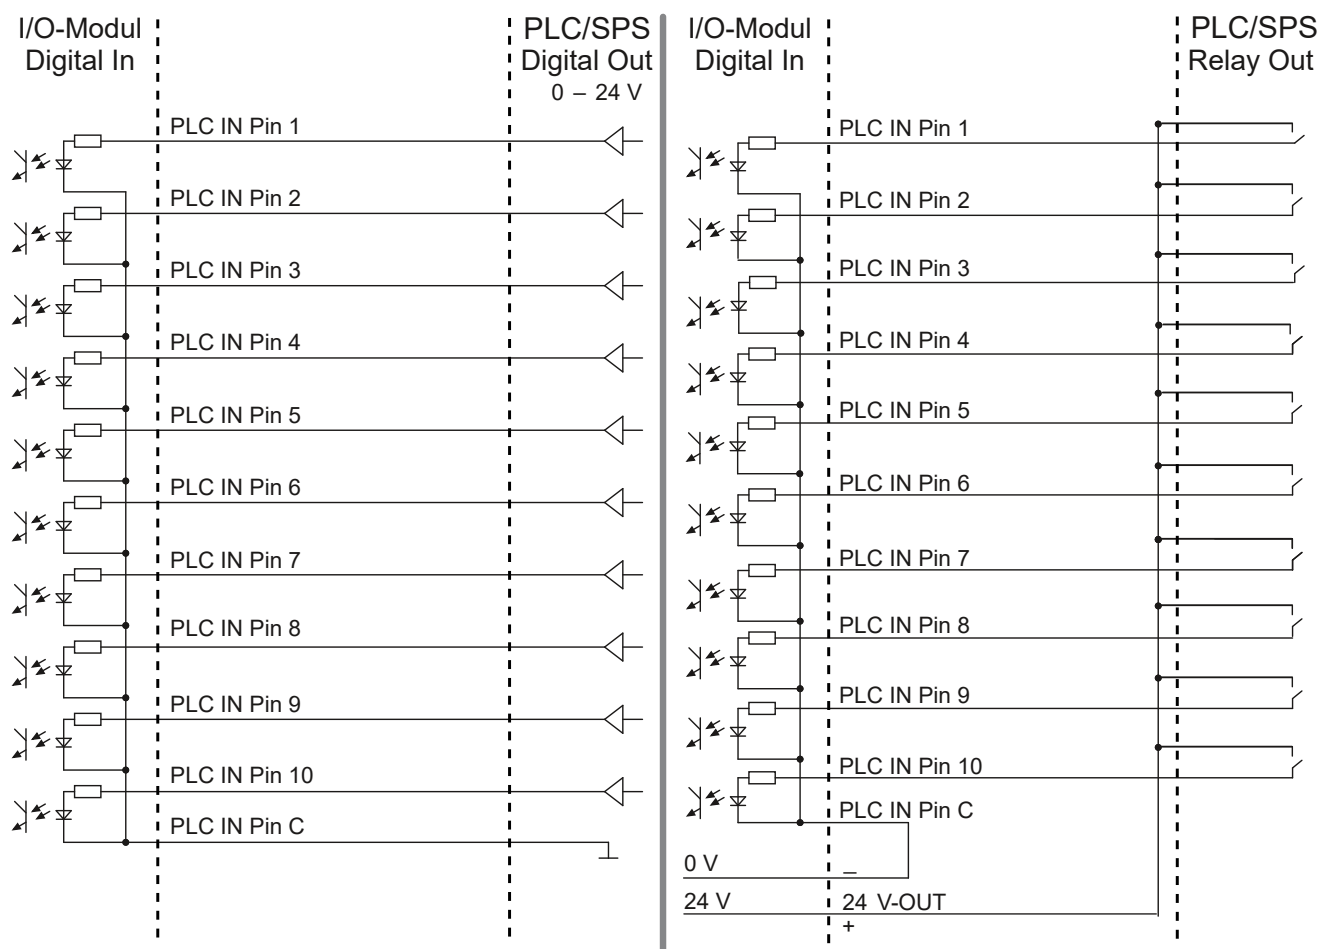 I/O-Modul
Digital In
PLC/SPS
Digital Out
0 – 24 V
PLC IN Pin 1
PLC IN Pin 2
PLC IN Pin 3
PLC IN Pin 4
PLC IN Pin 5
PLC IN Pin 6
PLC IN Pin 7
PLC IN Pin 8
PLC IN Pin 9
PLC IN Pin 10
PLC IN Pin C
I/O-Modul
Digital In
PLC/SPS
Relay Out
PLC IN Pin 1
PLC IN Pin 2
PLC IN Pin 3
PLC IN Pin 4
PLC IN Pin 5
PLC IN Pin 6
PLC IN Pin 7
PLC IN Pin 8
PLC IN Pin 9
PLC IN Pin 10
PLC IN Pin C
0 V
–
24 V
24 V-OUT
+